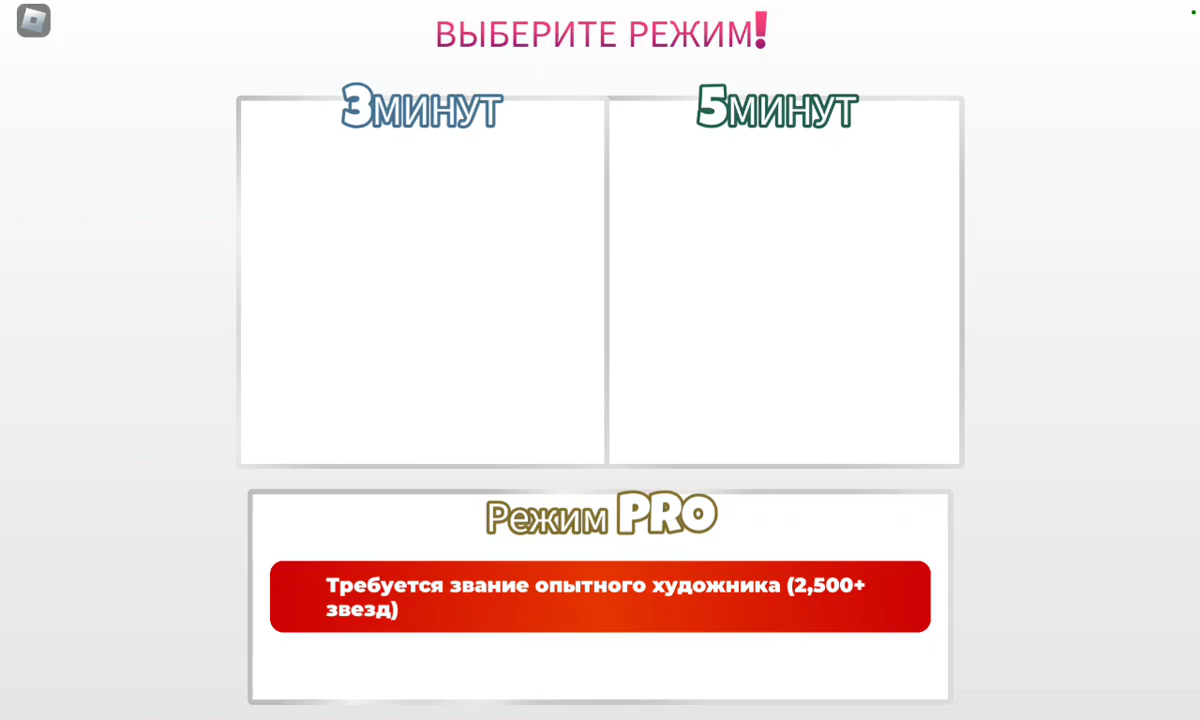 ВЫБЕРИТЕ РЕЖИМ!
3МИНУТ
5МИНУТ
Режим PRO
Требуется звание опытного художника (2,500+
звезд)